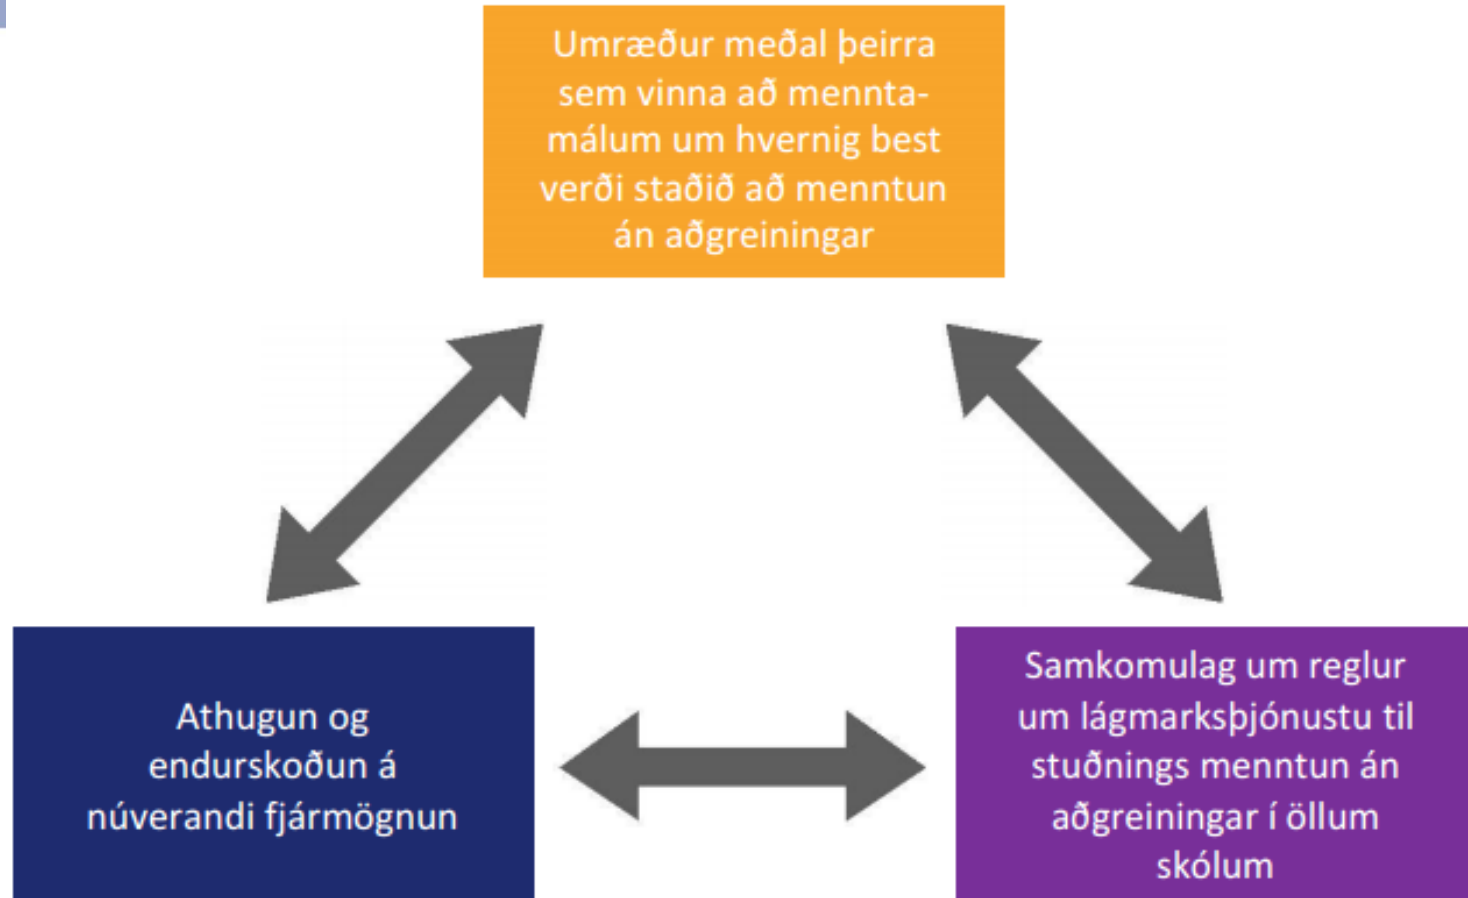 Umræður meðal þeirra
sem vinna að mennta-
málum um hvernig best
verði staðið að menntun
án aðgreiningar
Athugun og
endurskoðun á
núverandi fjármögnun
Samkomulag um reglur
um lágmarksþjónustu til
stuðnings menntun án
aðgreiningar í öllum
skólum